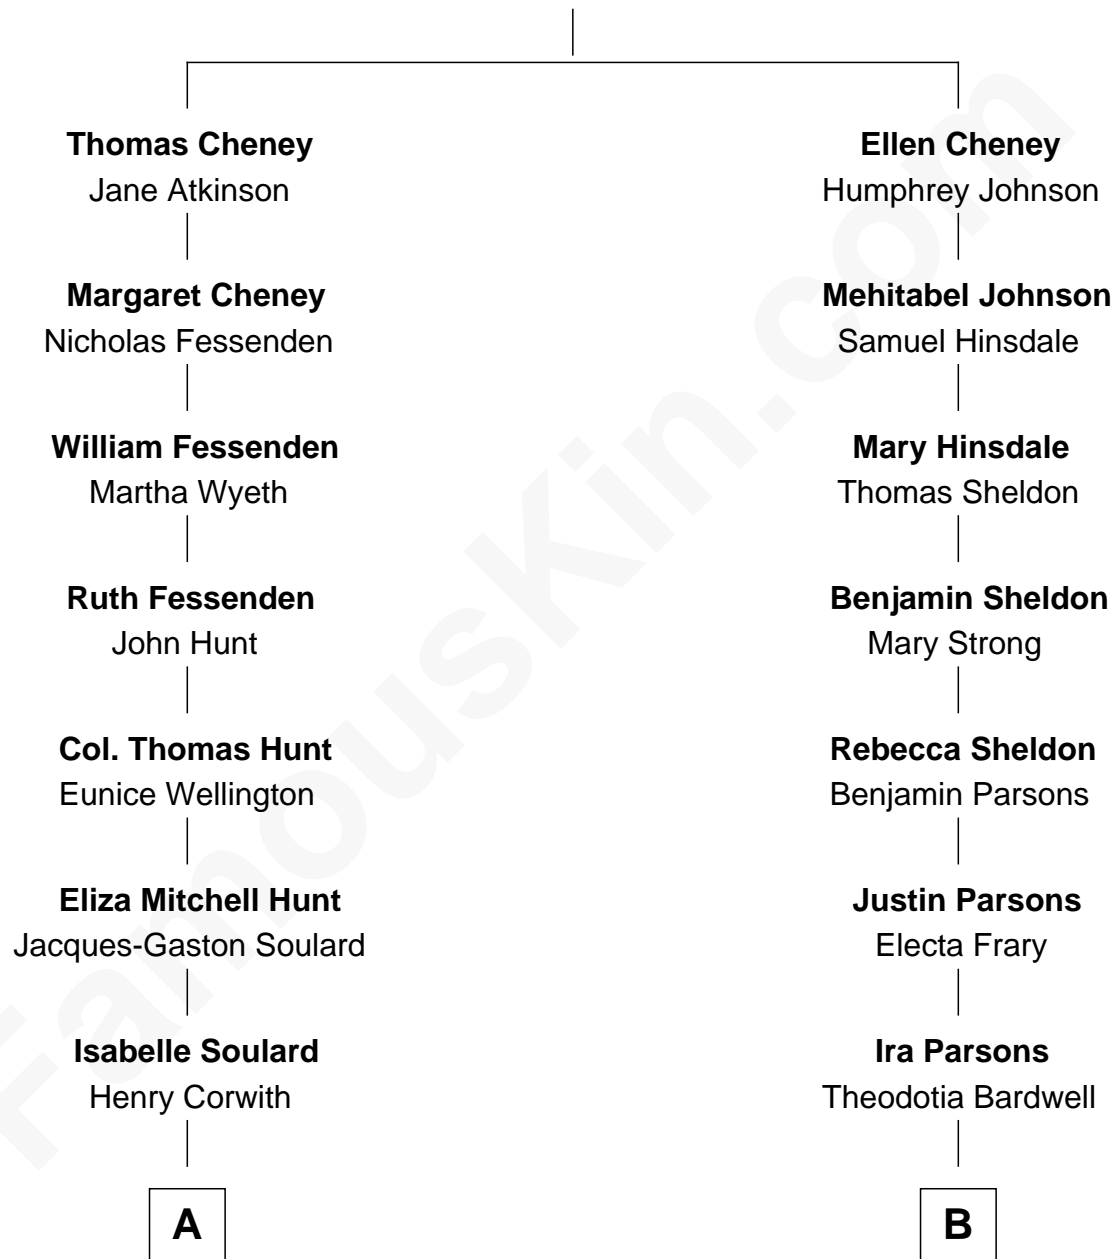 Thomas Cheney
Jane Atkinson
Margaret Cheney
Nicholas Fessenden
William Fessenden
Martha Wyeth
Ruth Fessenden
John Hunt
Col. Thomas Hunt
Eunice Wellington
Eliza Mitchell Hunt
Jacques-Gaston Soulard
Isabelle Soulard
Henry Corwith
A
Ellen Cheney
Humphrey Johnson
Mehitabel Johnson
Samuel Hinsdale
Mary Hinsdale
Thomas Sheldon
Benjamin Sheldon
Mary Strong
Rebecca Sheldon
Benjamin Parsons
Justin Parsons
Electa Frary
Ira Parsons
Theodotia Bardwell
B
FamousKin.com